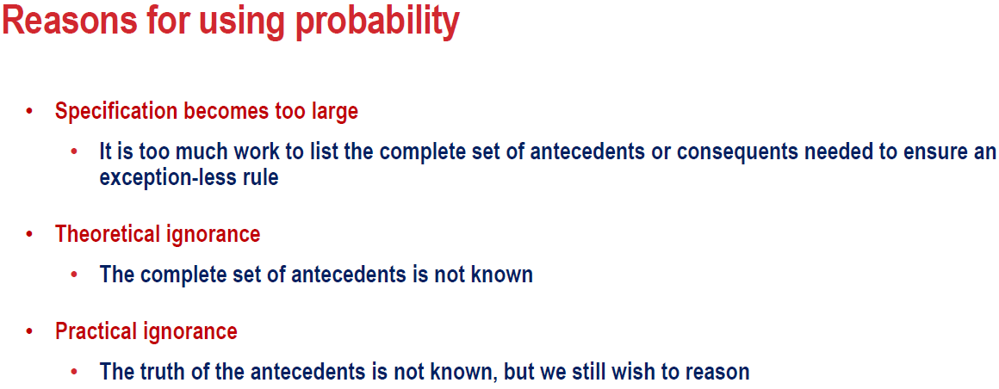 Reasons for using probability
• Specification becomes too large
• It is too much work to list the complete set of antecedents or consequents needed to ensure an
exception-less rule
• Theoretical ignorance
• The complete set of antecedents is not known
• Practical ignorance
• The truth of the antecedents is not known, but we still wish to reason